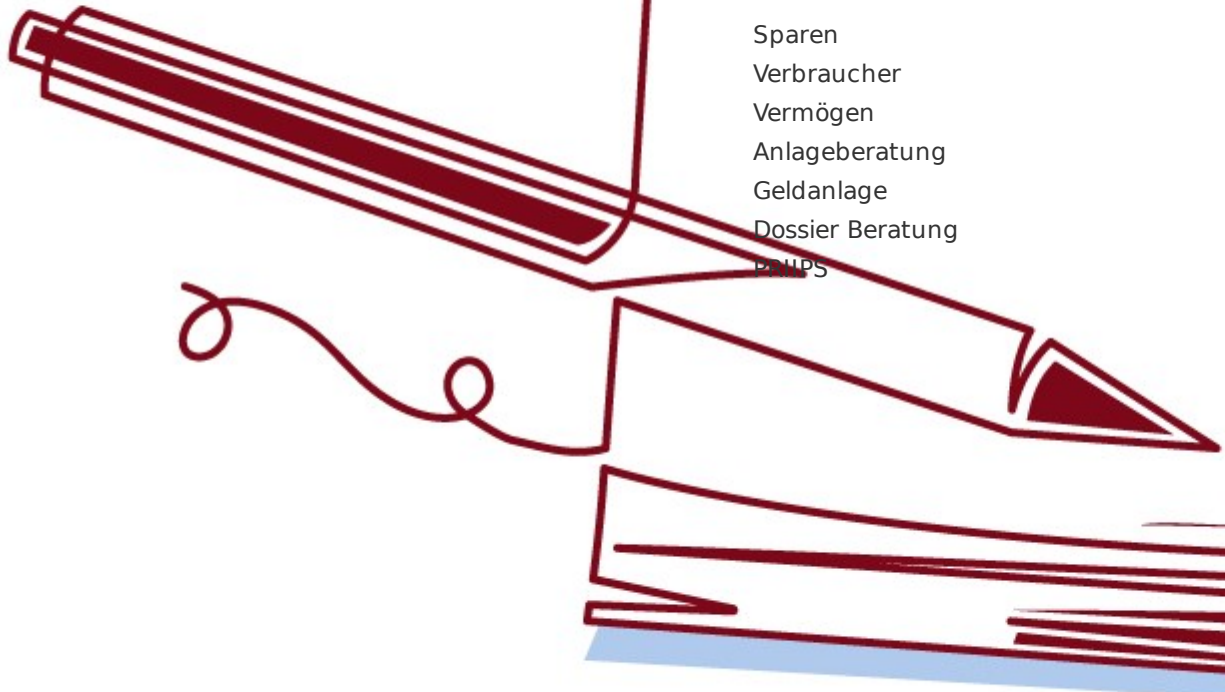 Sparen
Verbraucher
Vermögen
Anlageberatung
Geldanlage
Dossier Beratung
PRIIPS